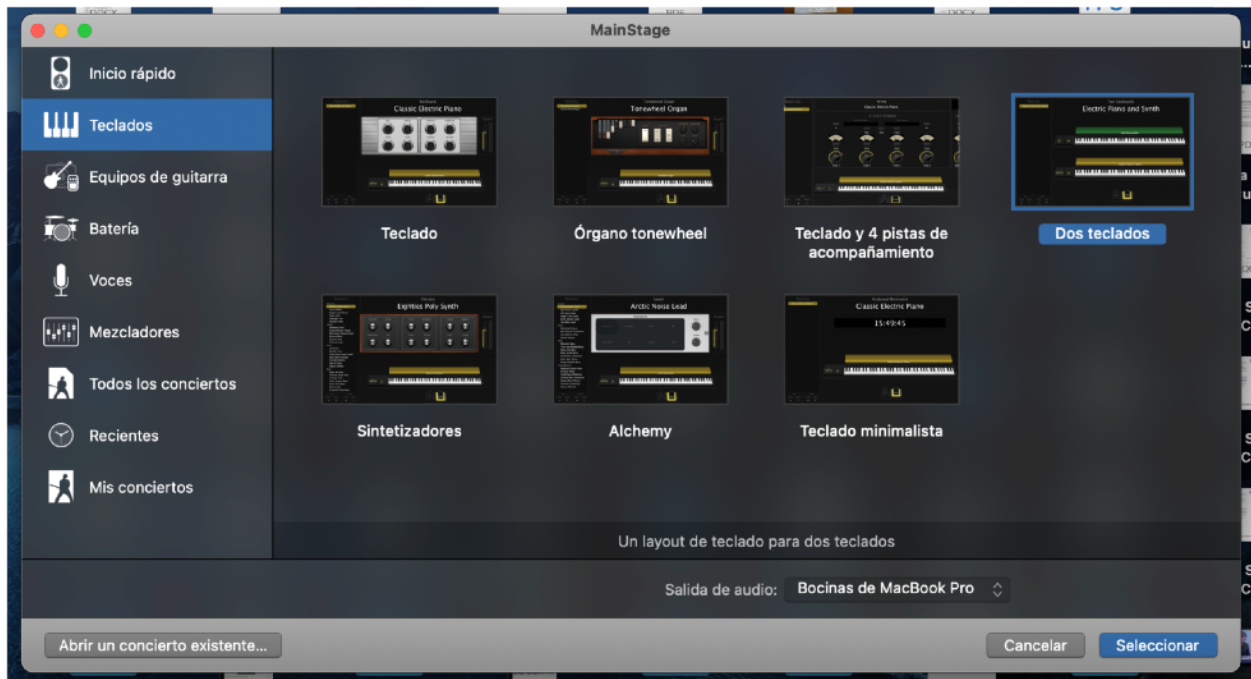 MainStage
Inicio rápido
Teclados
Equipos de guitarra
Batería
Voces
Mezcladores
Todos los conciertos
Recientes
Mis conciertos
Classic Electric Piano
Teclado
Tonewheel Organ
Órgano tonewheel
Classic Electric Piano
Teclado y 4 pistas de
acompañamiento
Electric Piano and Synth
Dos teclados
Eighties Poly Synth
Sintetizadores
Arctic Noise Lead
Alchemy
Classic Electric Piano
15:49:45
Teclado minimalista
Un layout de teclado para dos teclados
Salida de audio: Bocinas de MacBook Pro
Abrir un concierto existente...
Cancelar
Seleccionar